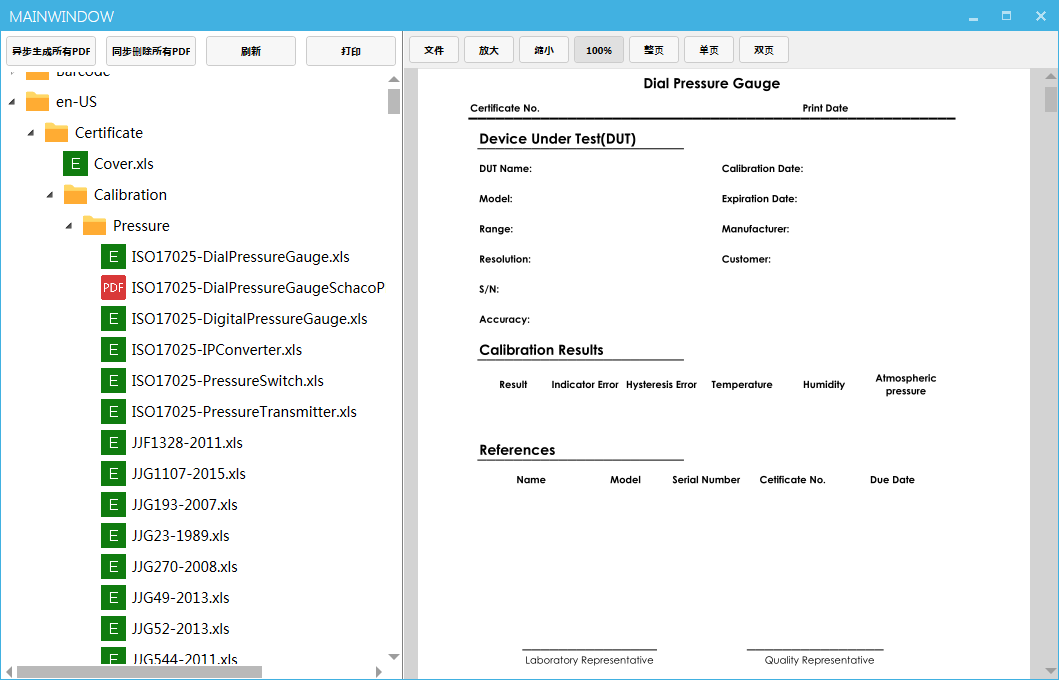 MAINWINDOW
异步生成所有PDF 同步删除所有PDF 刷新 打印
文件 放大 缩小 100% 整页 单页 双页
Barcode
en-US
Certificate
E Cover.xls
Calibration
Pressure
E ISO17025-DialPressureGauge.xls
PDF ISO17025-DialPressureGaugeSchacoP
E ISO17025-DigitalPressureGauge.xls
E ISO17025-IPConverter.xls
E ISO17025-PressureSwitch.xls
E ISO17025-PressureTransmitter.xls
E JJF1328-2011.xls
E JJG1107-2015.xls
E JJG193-2007.xls
E JJG23-1989.xls
E JJG270-2008.xls
E JJG49-2013.xls
E JJG52-2013.xls
E JJG544-2011.xls
Dial Pressure Gauge
Certificate No. Print Date
Device Under Test(DUT)
DUT Name: Calibration Date:
Model: Expiration Date:
Range: Manufacturer:
Resolution: Customer:
S/N:
Accuracy:
Calibration Results
Result Indicator Error Hysteresis Error Temperature Humidity Atmospheric
pressure
References
Name Model Serial Number Cetificate No. Due Date
Laboratory Representative Quality Representative